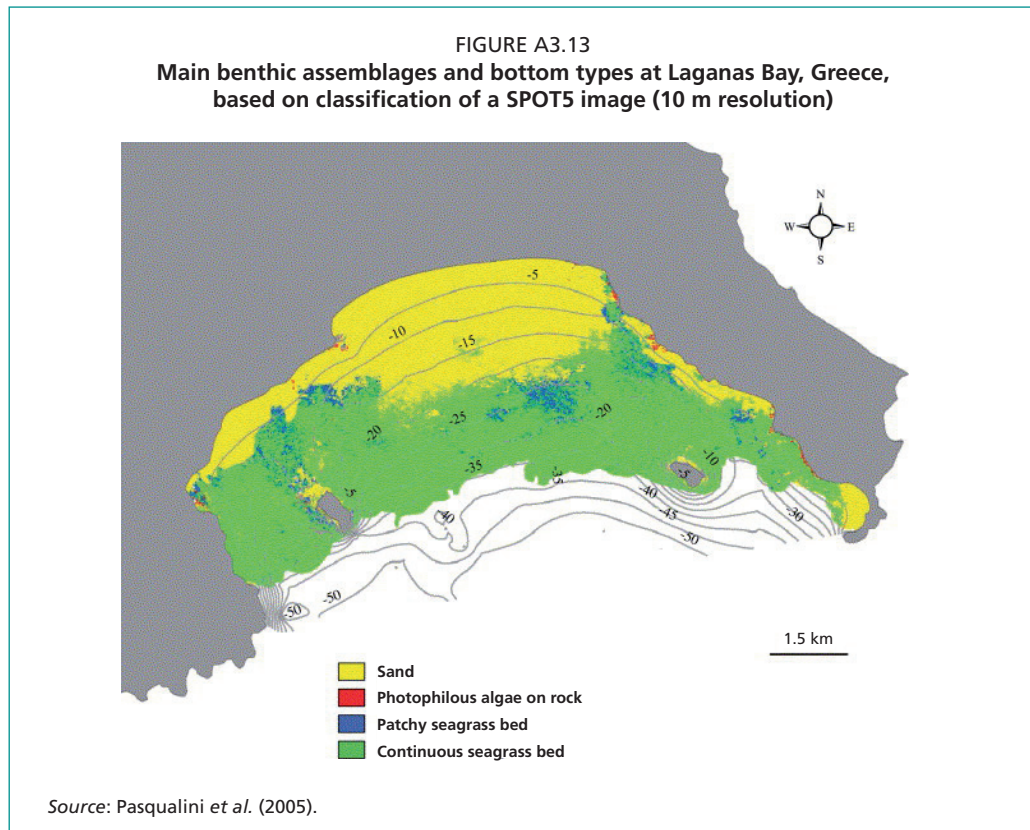 FIGURE A3.13
Main benthic assemblages and bottom types at Laganas Bay, Greece,
based on classification of a SPOT5 image (10 m resolution)
N
W E
S
-5
-10
-15
-20
-25
-20
-35
-35
-10
-5
-5
-40
-40
-45
-30
-50
-50
-50
1.5 km
Sand
Photophilous algae on rock
Patchy seagrass bed
Continuous seagrass bed
Source: Pasqualini et al. (2005).